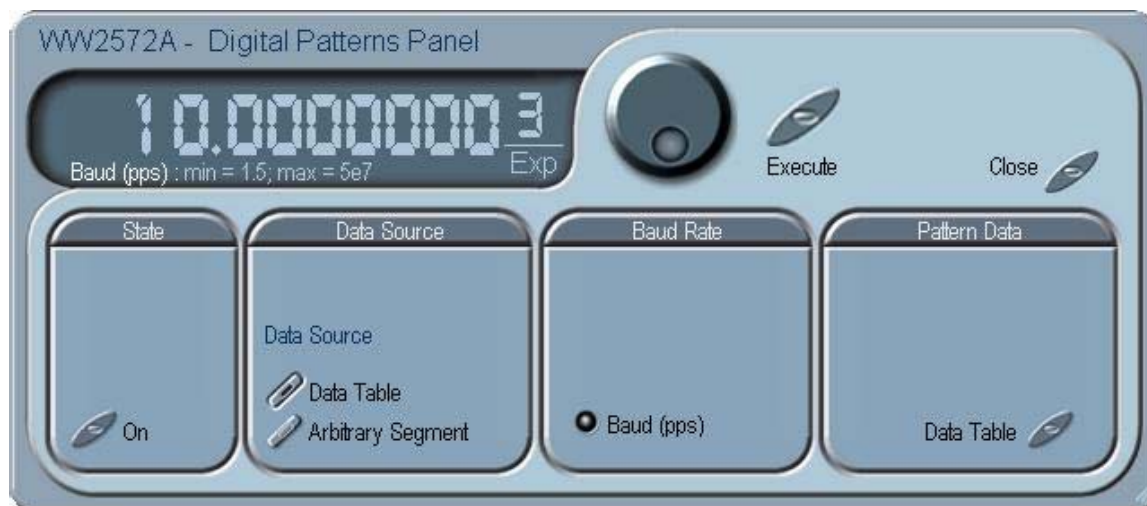 WW2572A - Digital Patterns Panel
10.0000000 3
Exp
Baud (pps) : min = 1.5; max = 5e7
Execute
Close
State
On
Data Source
Data Source
Data Table
Arbitrary Segment
Baud Rate
Baud (pps)
Pattern Data
Data Table